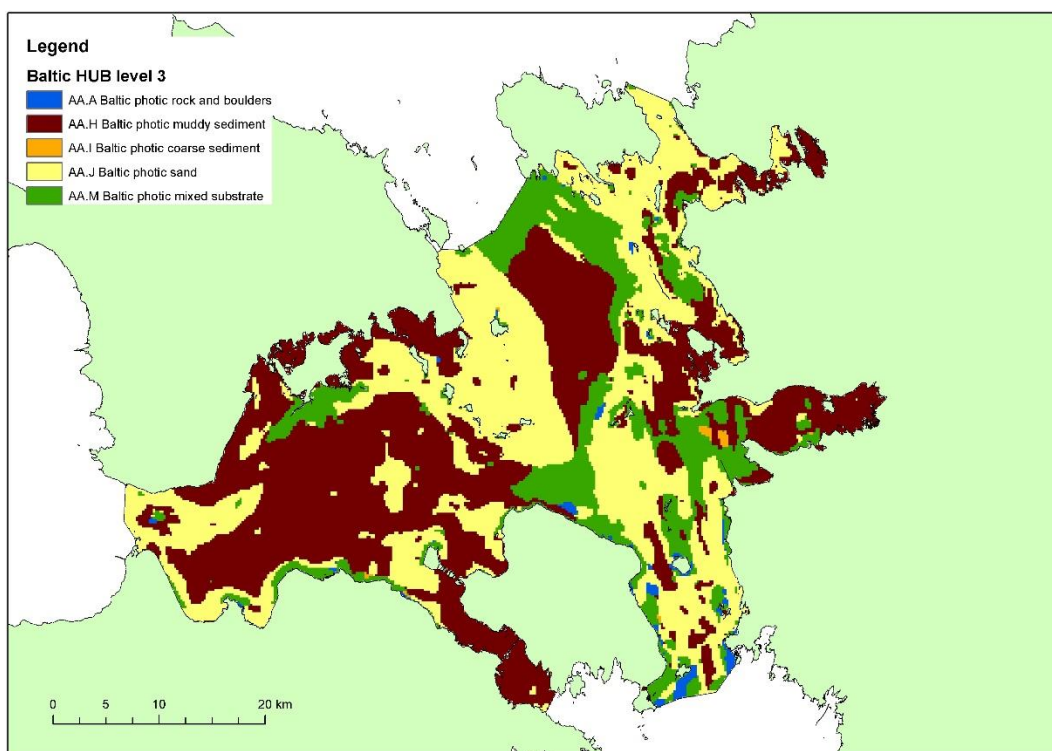 Legend
Baltic HUB level 3
AA.A Baltic photic rock and boulders
AA.H Baltic photic muddy sediment
AA.I Baltic photic coarse sediment
AA.J Baltic photic sand
AA.M Baltic photic mixed substrate
0 5 10 20 km